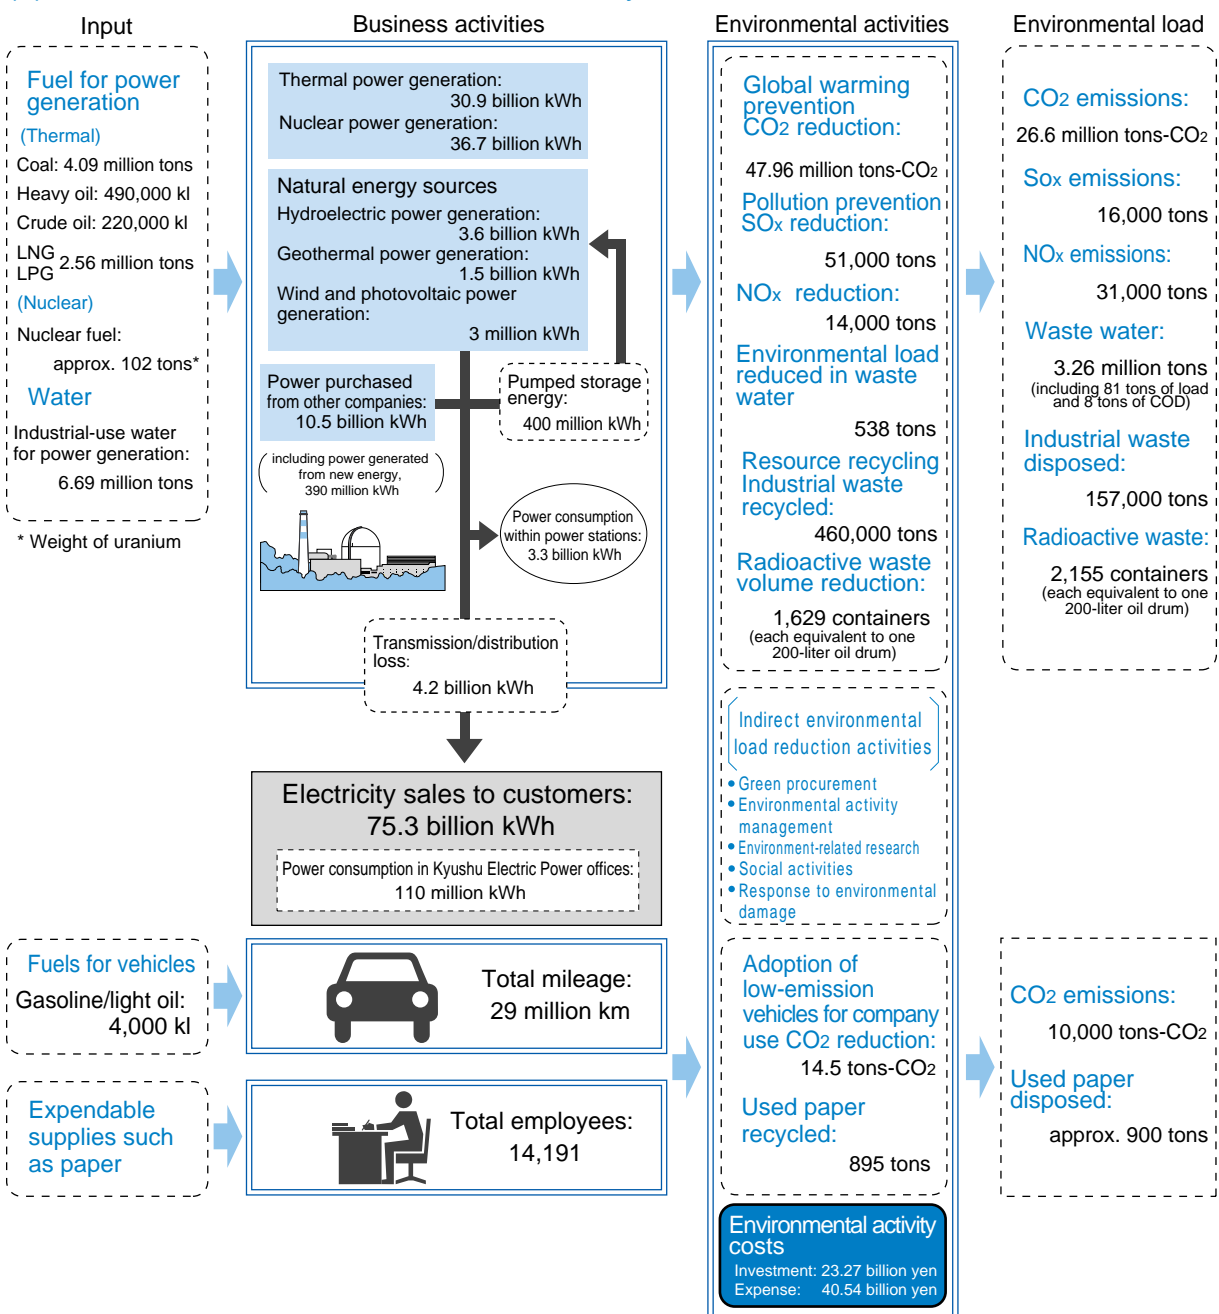 Input
Business activities
Environmental activities
Environmental load
Fuel for power
generation
(Thermal)
Coal: 4.09 million tons
Heavy oil: 490,000 kl
Crude oil: 220,000 kl
LNG
LPG 2.56 million tons
(Nuclear)
Nuclear fuel:
approx. 102 tons*
Water
Industrial-use water
for power generation:
6.69 million tons
* Weight of uranium
Thermal power generation:
30.9 billion kWh
Nuclear power generation:
36.7 billion kWh
Natural energy sources
Hydroelectric power generation:
3.6 billion kWh
Geothermal power generation:
1.5 billion kWh
Wind and photovoltaic power
generation:
3 million kWh
Power purchased
from other companies:
10.5 billion kWh
(including power generated
from new energy,
390 million kWh)
Pumped storage
energy:
400 million kWh
Power consumption
within power stations:
3.3 billion kWh
Transmission/distribution
loss:
4.2 billion kWh
Electricity sales to customers:
75.3 billion kWh
Power consumption in Kyushu Electric Power offices:
110 million kWh
Global warming
prevention
CO2 reduction:
47.96 million tons-CO2
Pollution prevention
SOx reduction:
51,000 tons
NOx reduction:
14,000 tons
Environmental load
reduced in waste
water
538 tons
Resource recycling
Industrial waste
recycled:
460,000 tons
Radioactive waste
volume reduction:
1,629 containers
(each equivalent to one
200-liter oil drum)
Indirect environmental
load reduction activities
• Green procurement
• Environmental activity
management
• Environment-related research
• Social activities
• Response to environmental
damage
CO2 emissions:
26.6 million tons-CO2
Sox emissions:
16,000 tons
NOx emissions:
31,000 tons
Waste water:
3.26 million tons
(including 81 tons of load
and 8 tons of COD)
Industrial waste
disposed:
157,000 tons
Radioactive waste:
2,155 containers
(each equivalent to one
200-liter oil drum)
Fuels for vehicles
Gasoline/light oil:
4,000 kl
Total mileage:
29 million km
Expendable
supplies such
as paper
Total employees:
14,191
Adoption of
low-emission
vehicles for company
use CO2 reduction:
14.5 tons-CO2
Used paper
recycled:
895 tons
CO2 emissions:
10,000 tons-CO2
Used paper
disposed:
approx. 900 tons
Environmental activity
costs
Investment: 23.27 billion yen
Expense: 40.54 billion yen